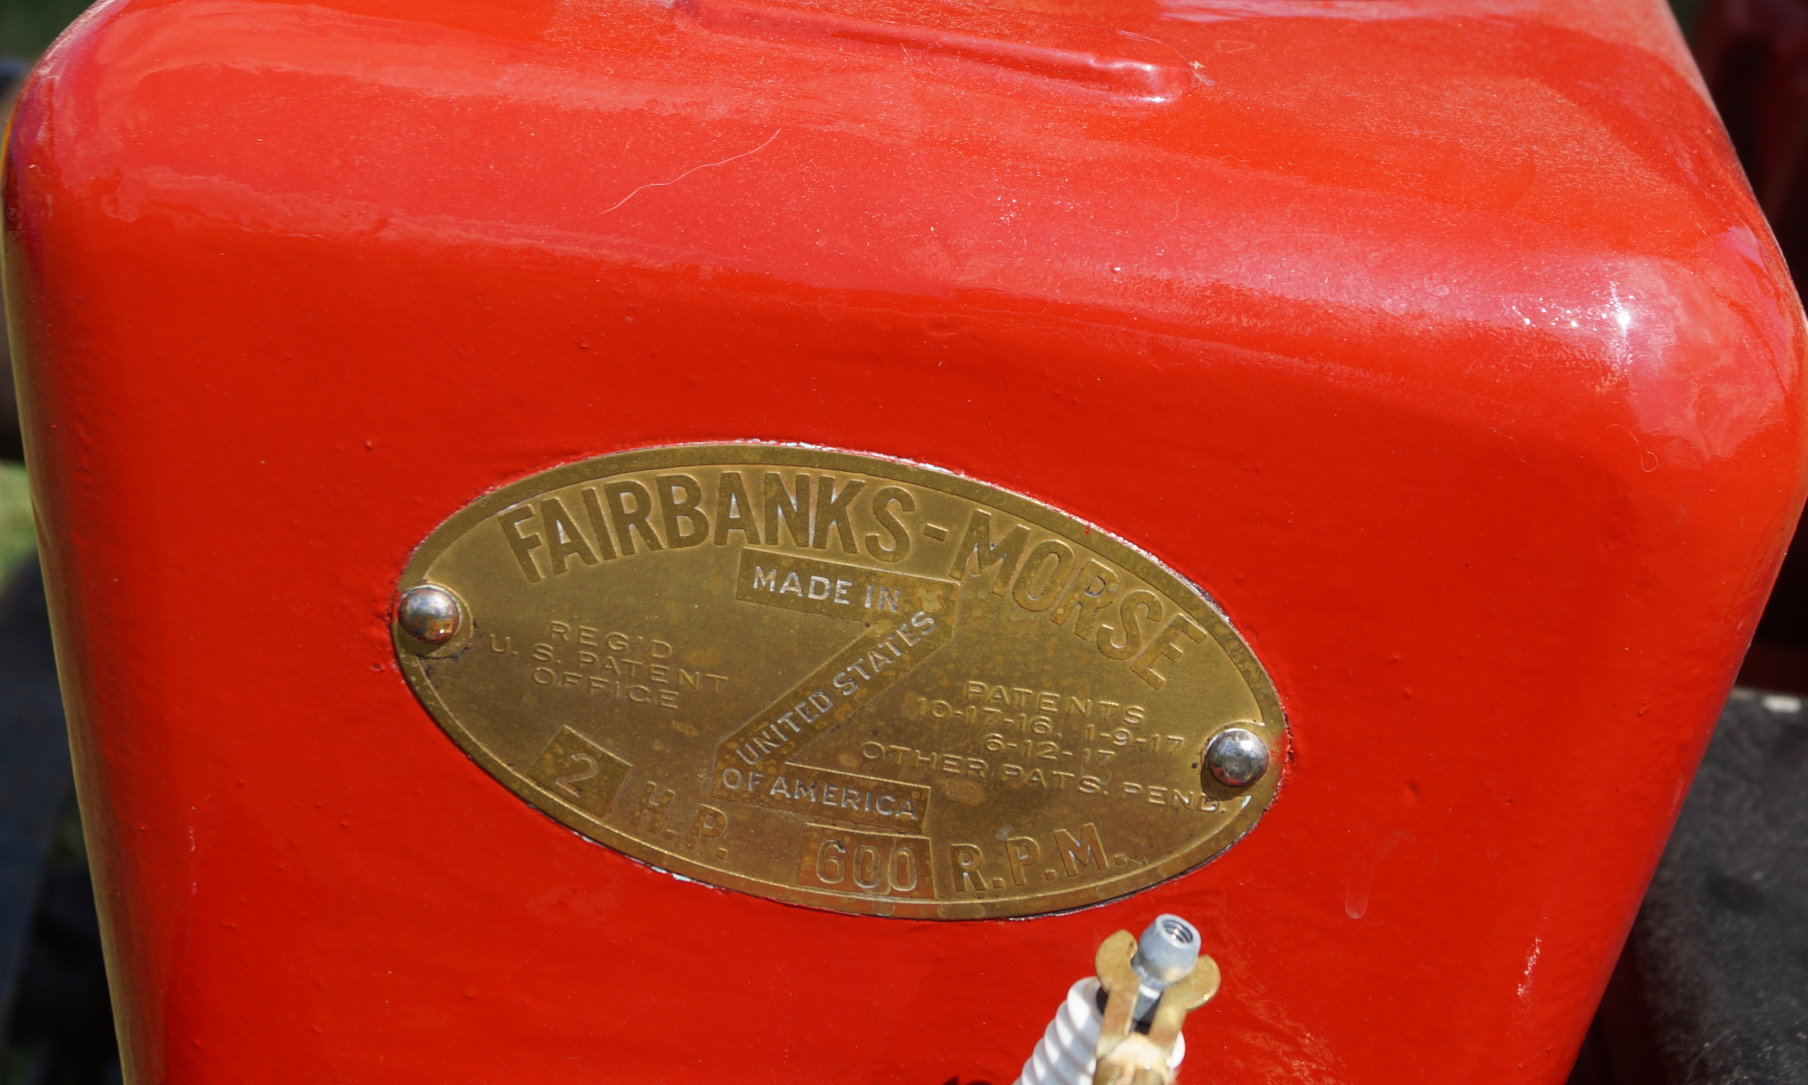 FAIRBANKS-MORSE
MADE IN
UNITED STATES
OF AMERICA
REG'D
U. S. PATENT
OFFICE
PATENTS
10-17-16, 1-9-17
6-12-17
OTHER PATS. PEND.
2 H.P.
600 R.P.M.